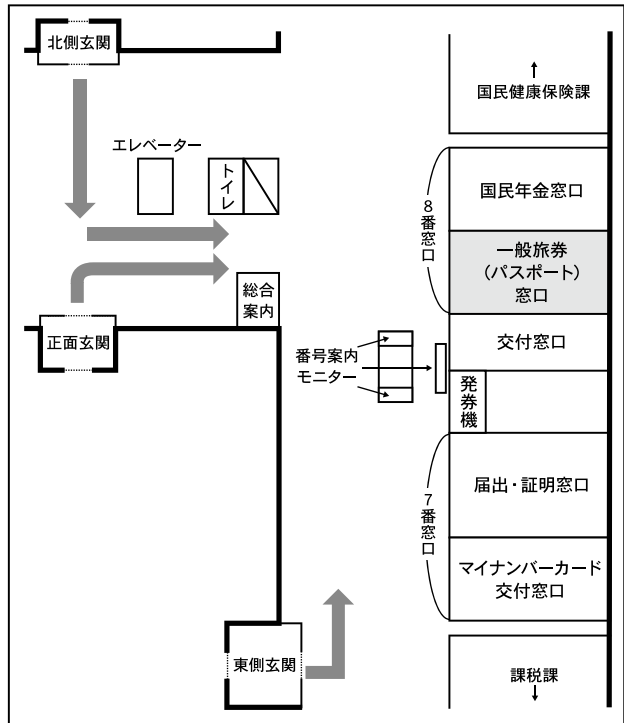 北側玄関
国民健康保険課
エレベーター
トイレ
国民年金窓口
8番窓口
一般旅券
（パスポート）
窓口
総合
案内
正面玄関
番号案内
モニター
交付窓口
発券機
届出・証明窓口
7番窓口
マイナンバーカード
交付窓口
東側玄関
課税課